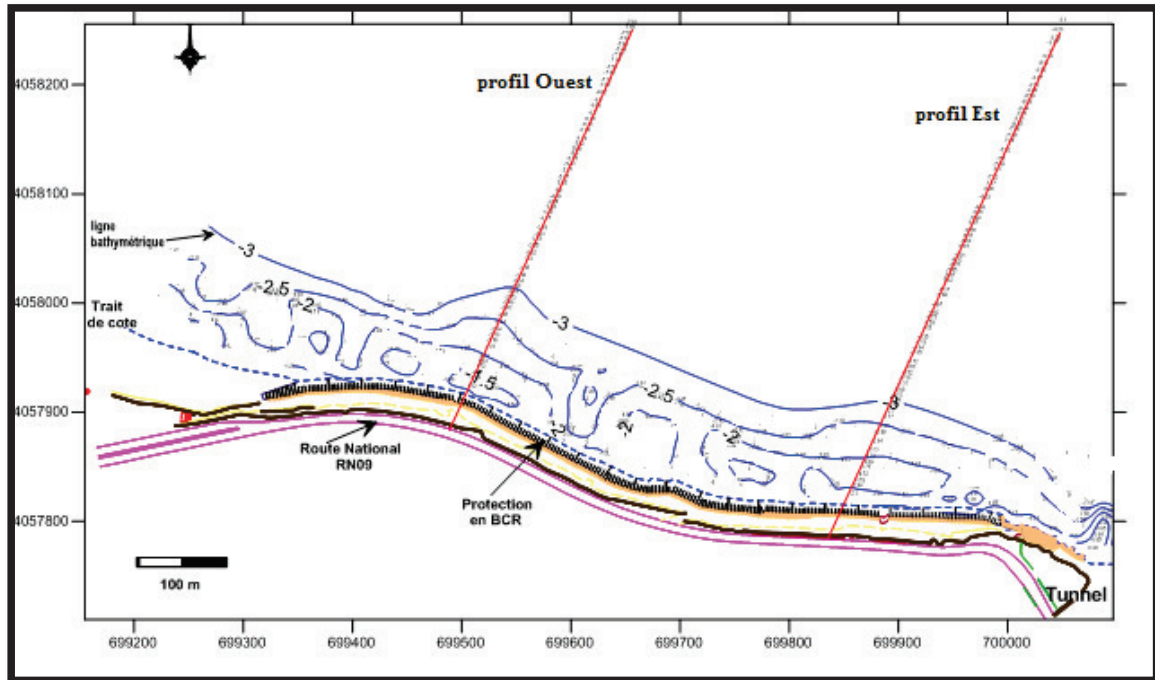 profil Ouest
profil Est
4058200
4058100
4058000
4057900
4057800
ligne
bathymétrique
-3
-2.5
-2
Trait
de cote
-3
-1.5
-2.5
-3
-2
-2
-2
Route National
RN09
Protection
en BCR
100 m
Tunnel
699200
699300
699400
699500
699600
699700
699800
699900
700000